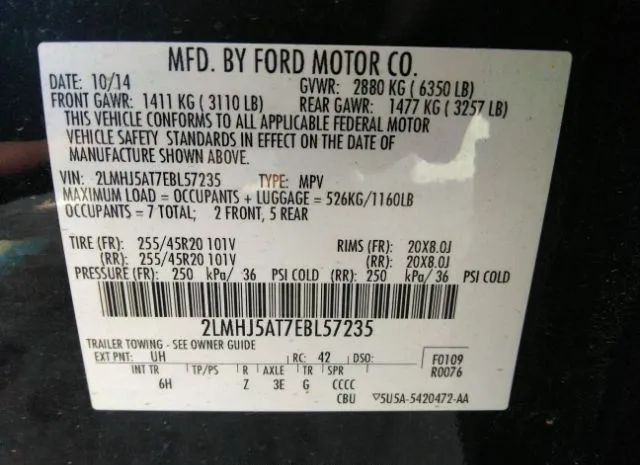 MFD. BY FORD MOTOR CO.
DATE: 10/14 GVWR: 2880 KG ( 6350 LB)
FRONT GAWR: 1411 KG ( 3110 LB) REAR GAWR: 1477 KG ( 3257 LB)
THIS VEHICLE CONFORMS TO ALL APPLICABLE FEDERAL MOTOR
VEHICLE SAFETY STANDARDS IN EFFECT ON THE DATE OF
MANUFACTURE SHOWN ABOVE.
VIN: 2LMHJ5AT7EBL57235 TYPE: MPV
MAXIMUM LOAD = OCCUPANTS + LUGGAGE = 526KG/1160LB
OCCUPANTS = 7 TOTAL; 2 FRONT, 5 REAR
TIRE (FR): 255/45R20 101V RIMS (FR): 20X8.0J
(RR): 255/45R20 101V (RR): 20X8.0J
PRESSURE (FR): 250 kPa/ 36 PSI COLD (RR): 250 kPa/ 36 PSI COLD
2LMHJ5AT7EBL57235
TRAILER TOWING - SEE OWNER GUIDE
EXT PNT: UH RC: 42 DSO: F0109
INT TR TP/PS R AXLE TR SPR R0076
6H Z 3E G CCCC
CBU ▽5U5A-5420472-AA